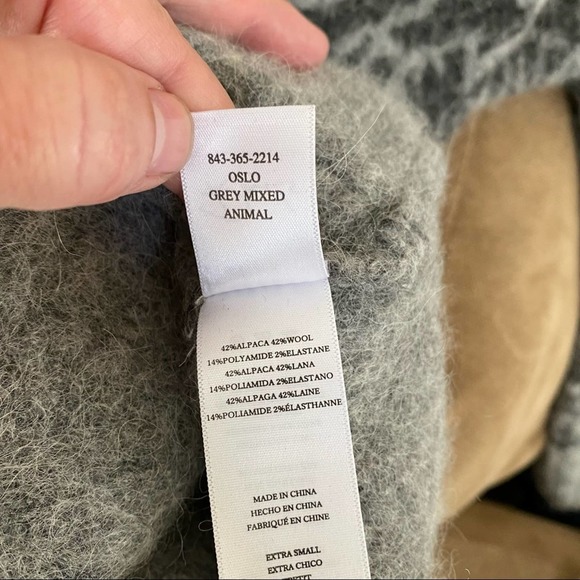 843-365-2214
OSLO
GREY MIXED
ANIMAL
42%ALPACA 42%WOOL
14%POLYAMIDE 2%ELASTANE
42%ALPACA 42%LANA
14%POLIAMIDA 2%ELASTANO
42%ALPAGA 42%LAINE
14%POLIAMIDE 2%ÉLASTHANNE
MADE IN CHINA
HECHO EN CHINA
FABRIQUÉ EN CHINE
EXTRA SMALL
EXTRA CHICO